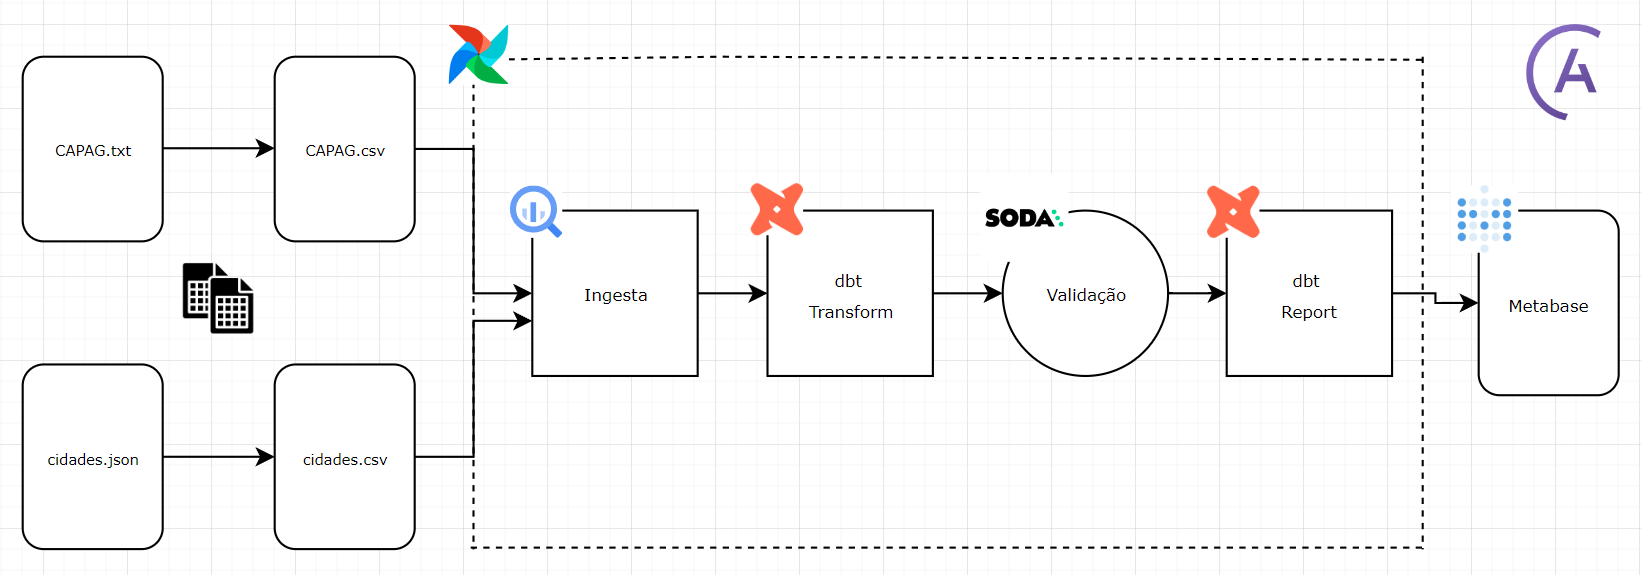 CAPAG.txt
CAPAG.csv
SODA
Ingesta
dbt
Transform
Validação
dbt
Report
Metabase
cidades.json
cidades.csv